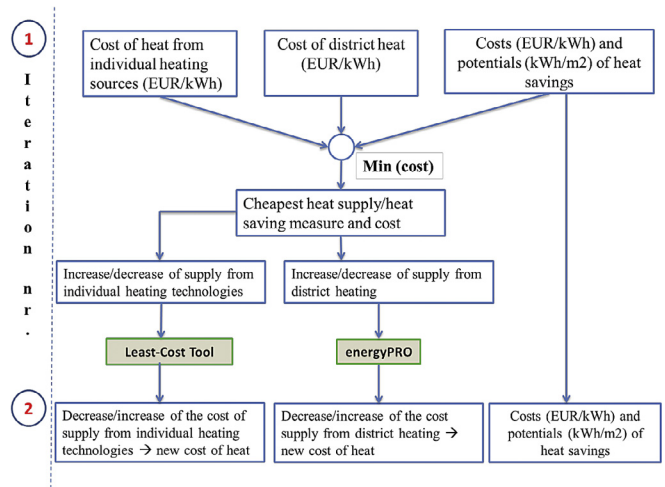 1
Iteration nr.
Cost of heat from
individual heating
sources (EUR/kWh)
Cost of district heat
(EUR/kWh)
Costs (EUR/kWh) and
potentials (kWh/m2) of heat
savings
Min (cost)
Cheapest heat supply/heat
saving measure and cost
Increase/decrease of supply from
individual heating technologies
Increase/decrease of supply from
district heating
Least-Cost Tool
energyPRO
2
Decrease/increase of the cost of
supply from individual heating
technologies → new cost of heat
Decrease/increase of the cost
supply from district heating →
new cost of heat
Costs (EUR/kWh) and
potentials (kWh/m2) of
heat savings